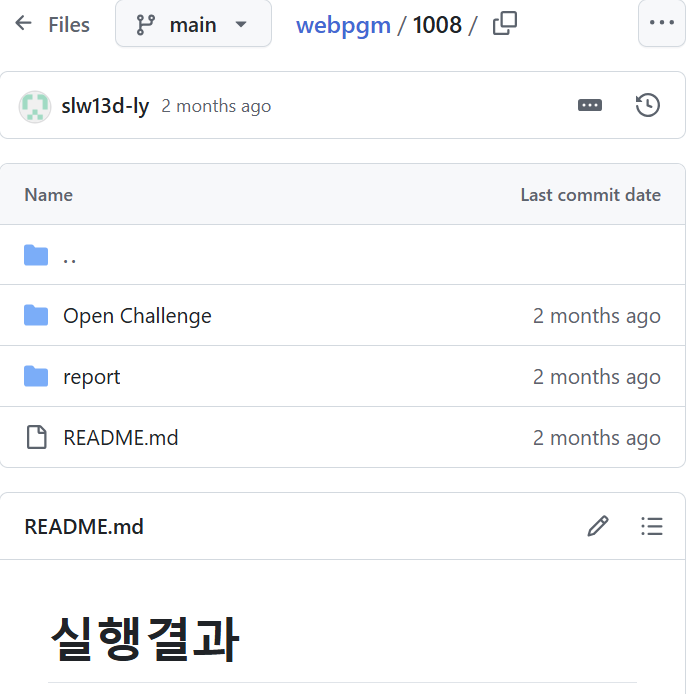 Files main webpgm / 1008 /
slw13d-ly 2 months ago
Name Last commit date
..
Open Challenge 2 months ago
report 2 months ago
README.md 2 months ago
README.md
실행결과